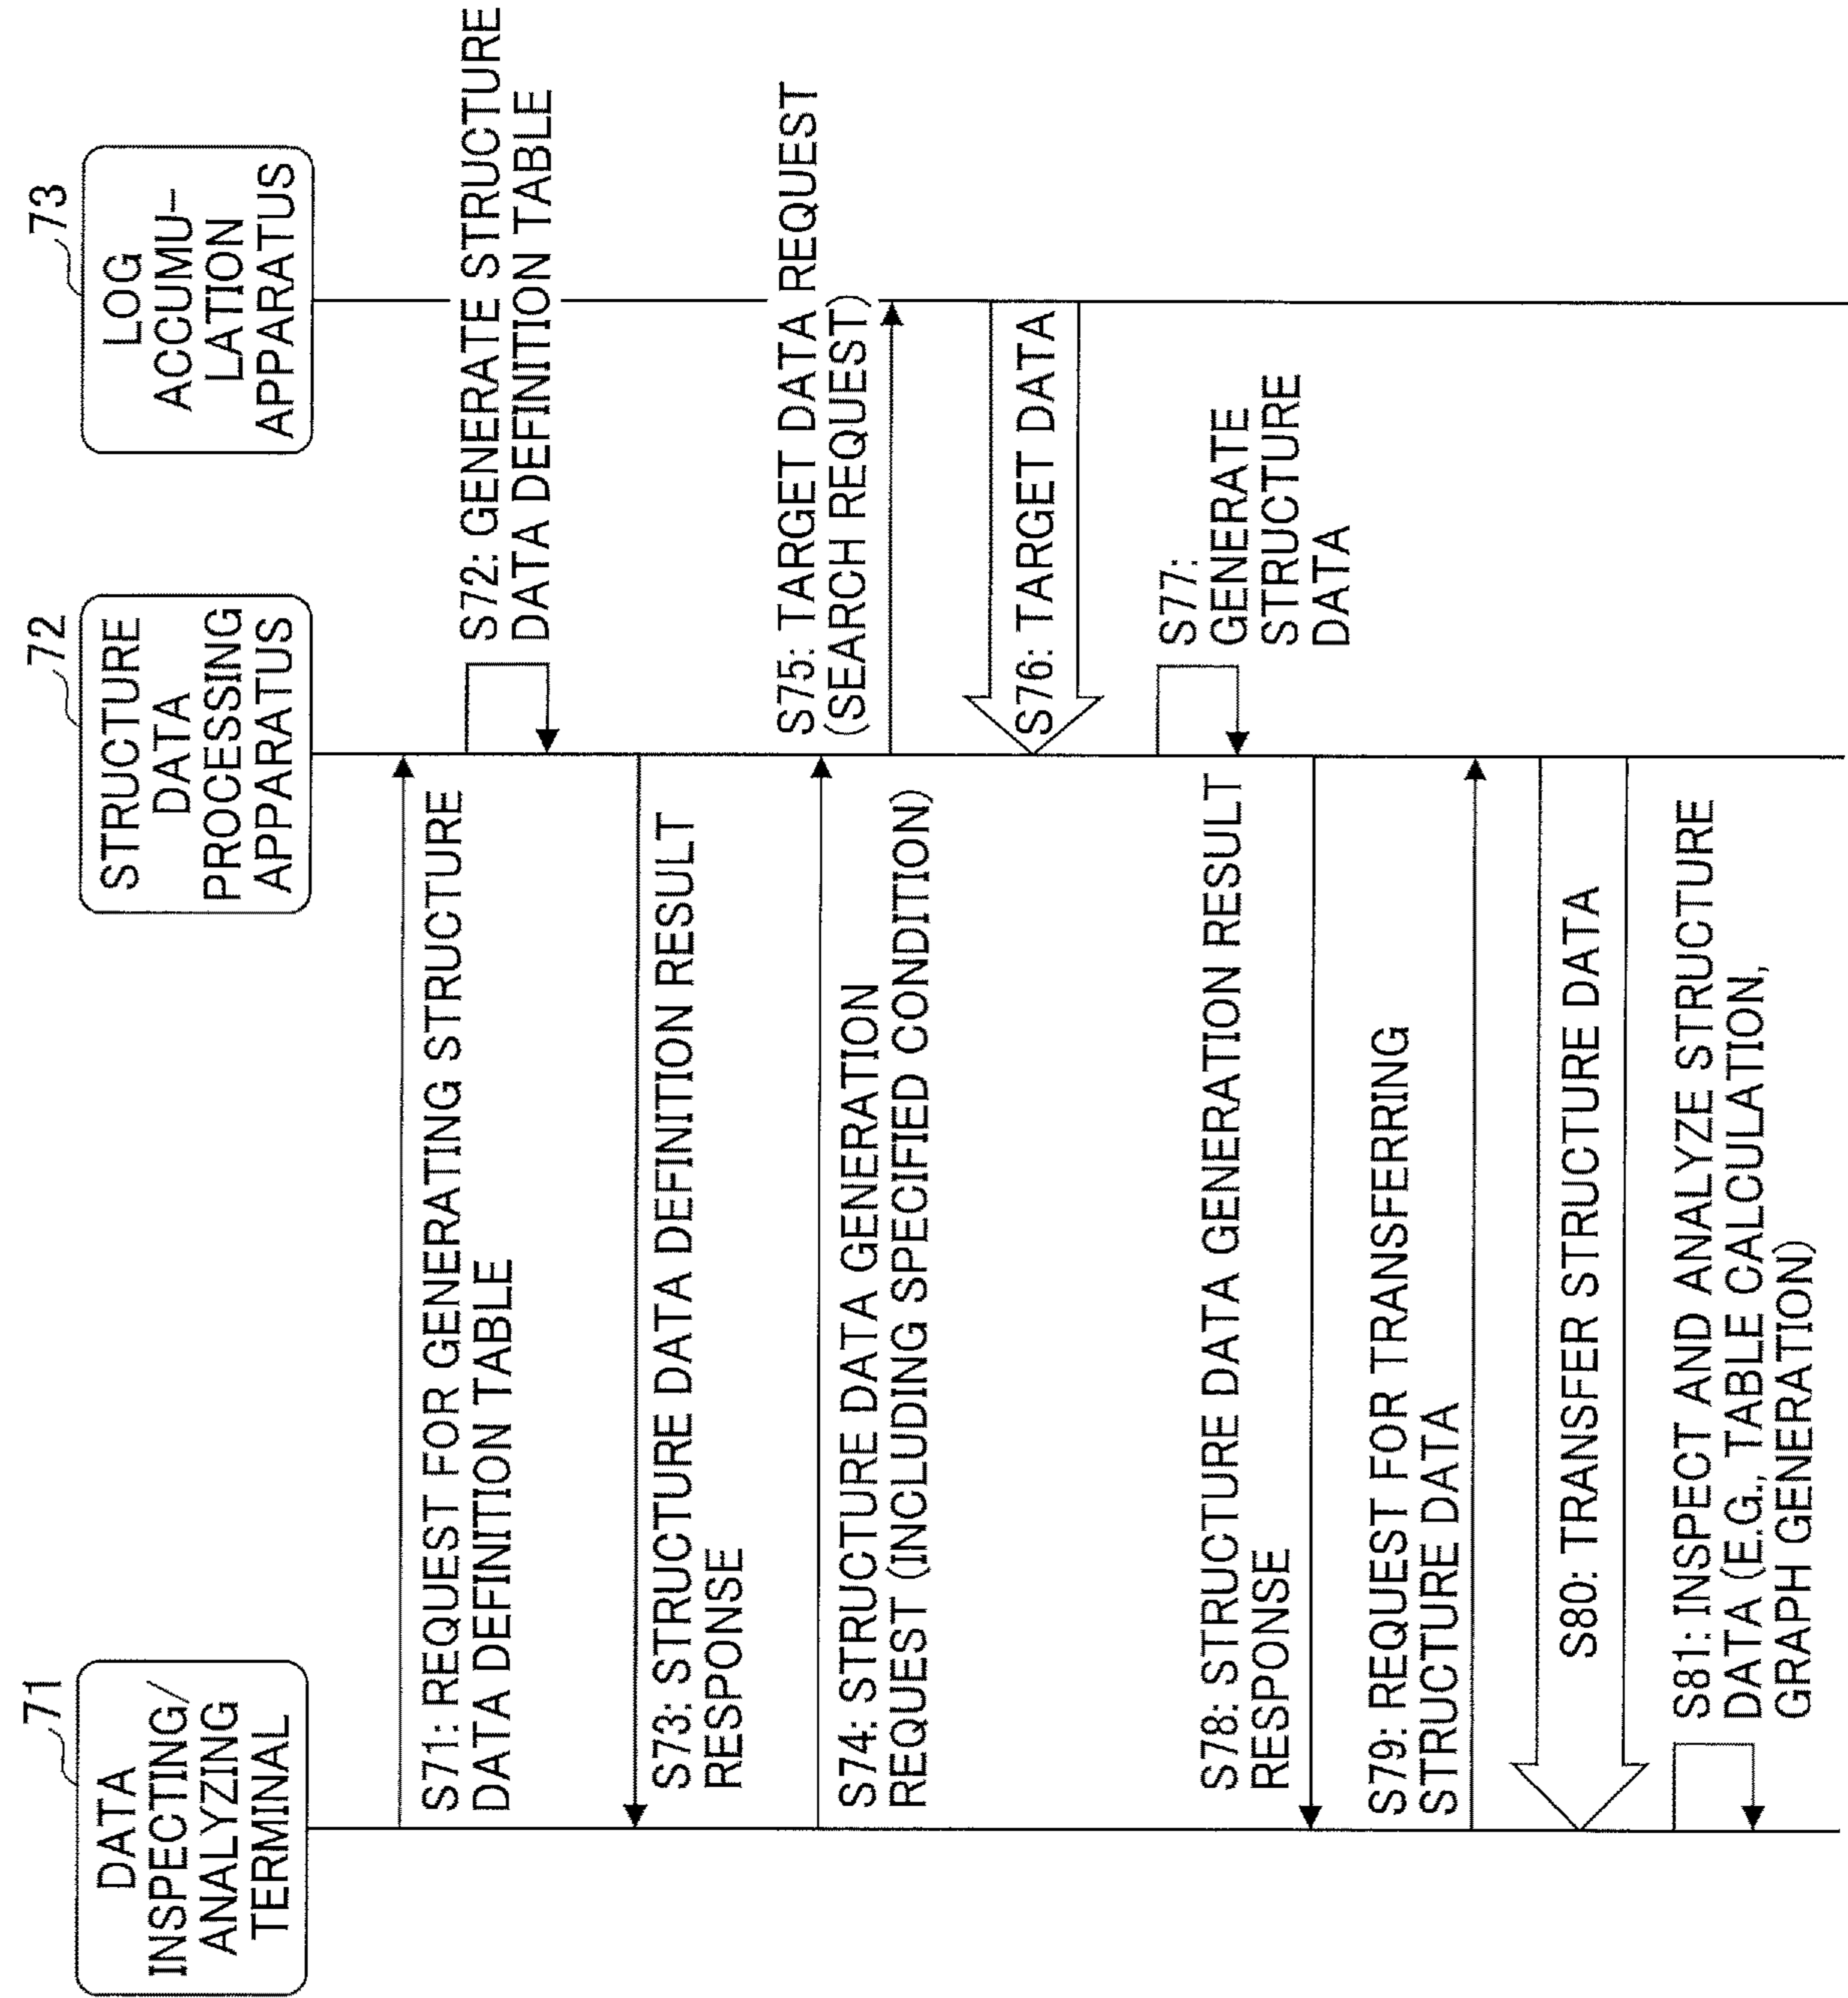 71
DATA
INSPECTING/
ANALYZING
TERMINAL
72
STRUCTURE
DATA
PROCESSING
APPARATUS
73
LOG
ACCUMU-
LATION
APPARATUS
S71: REQUEST FOR GENERATING STRUCTURE
DATA DEFINITION TABLE
S72: GENERATE STRUCTURE
DATA DEFINITION TABLE
S73: STRUCTURE DATA DEFINITION RESULT
RESPONSE
S74: STRUCTURE DATA GENERATION
REQUEST (INCLUDING SPECIFIED CONDITION)
S75: TARGET DATA REQUEST
(SEARCH REQUEST)
S76: TARGET DATA
S77:
GENERATE
STRUCTURE
DATA
S78: STRUCTURE DATA GENERATION RESULT
RESPONSE
S79: REQUEST FOR TRANSFERRING
STRUCTURE DATA
S80: TRANSFER STRUCTURE DATA
S81: INSPECT AND ANALYZE STRUCTURE
DATA (E.G., TABLE CALCULATION,
GRAPH GENERATION)